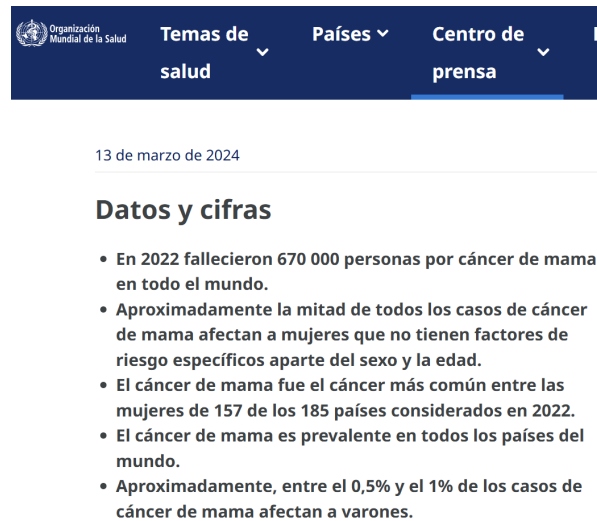 Organización
Mundial de la Salud
Temas de
salud
Países
Centro de
prensa
13 de marzo de 2024
Datos y cifras
• En 2022 fallecieron 670 000 personas por cáncer de mama
en todo el mundo.
• Aproximadamente la mitad de todos los casos de cáncer
de mama afectan a mujeres que no tienen factores de
riesgo específicos aparte del sexo y la edad.
• El cáncer de mama fue el cáncer más común entre las
mujeres de 157 de los 185 países considerados en 2022.
• El cáncer de mama es prevalente en todos los países del
mundo.
• Aproximadamente, entre el 0,5% y el 1% de los casos de
cáncer de mama afectan a varones.